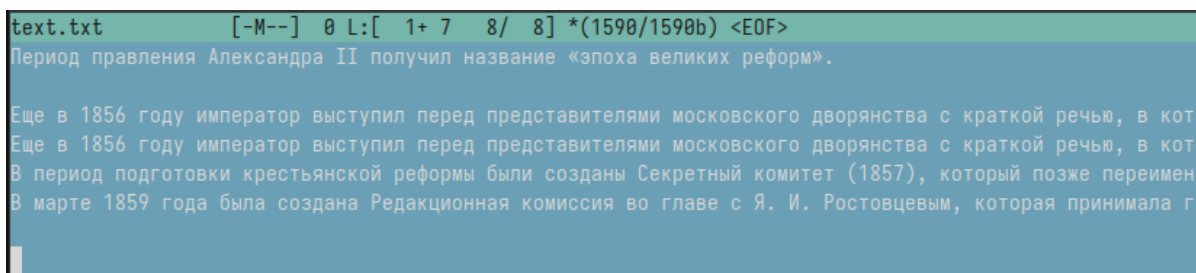 text.txt [-M--] 0 L:[ 1+ 7 8/ 8] *(1590/1590b) <EOF>
Период правления Александра II получил название «эпоха великих реформ».
Еще в 1856 году император выступил перед представителями московского дворянства с краткой речью, в кот
Еще в 1856 году император выступил перед представителями московского дворянства с краткой речью, в кот
В период подготовки крестьянской реформы были созданы Секретный комитет (1857), который позже переимен
В марте 1859 года была создана Редакционная комиссия во главе с Я. И. Ростовцевым, которая принимала г